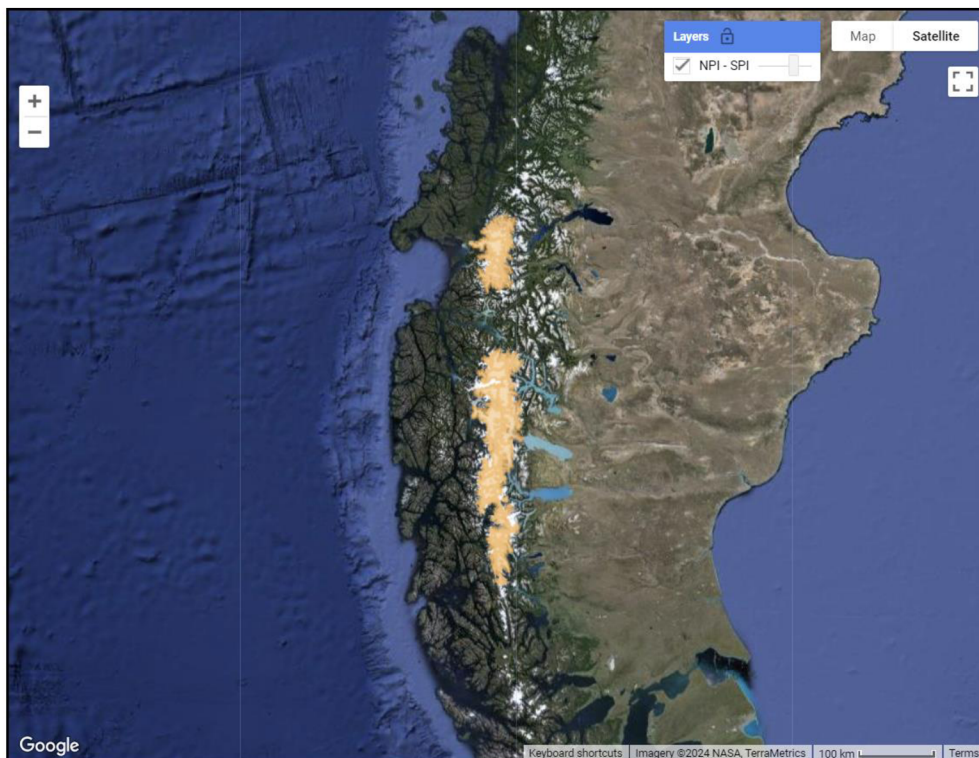 Layers
NPI - SPI
Map
Satellite
+
−
Google
Keyboard shortcuts
Imagery ©2024 NASA, TerraMetrics
100 km
Terms